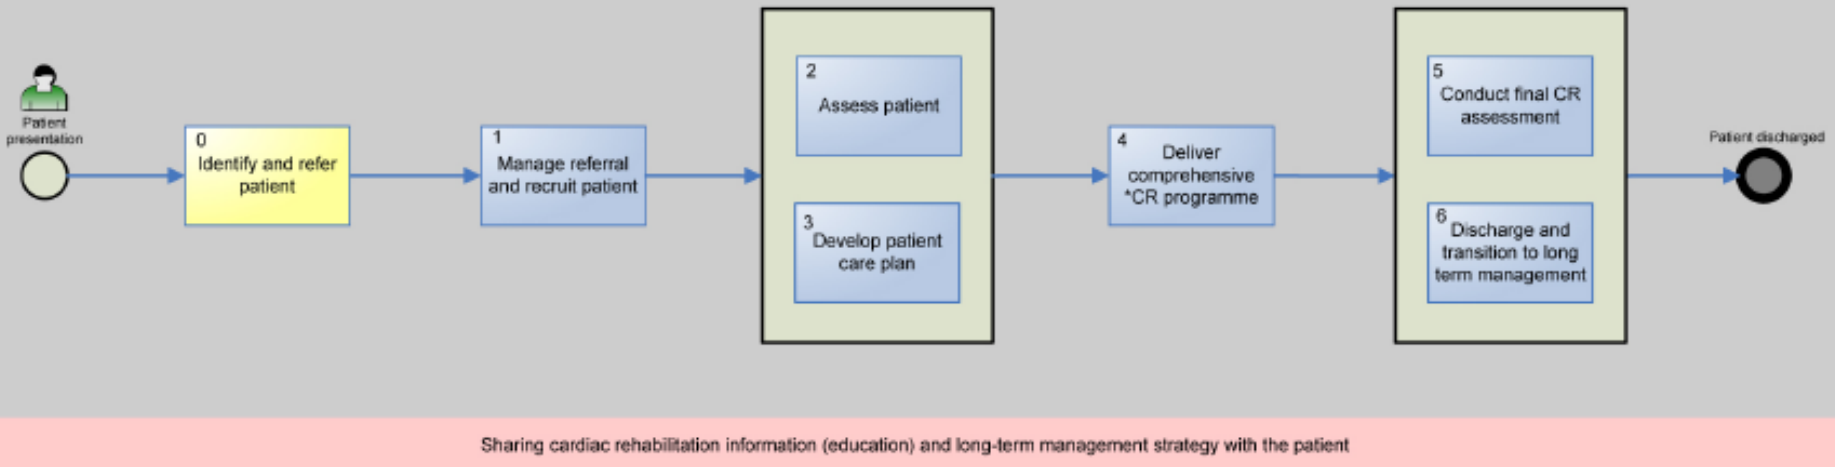 Patient
presentation
0
Identify and refer
patient
1
Manage referral
and recruit patient
2
Assess patient
3
Develop patient
care plan
4
Deliver
comprehensive
*CR programme
5
Conduct final CR
assessment
6
Discharge and
transition to long
term management
Patient discharged
Sharing cardiac rehabilitation information (education) and long-term management strategy with the patient